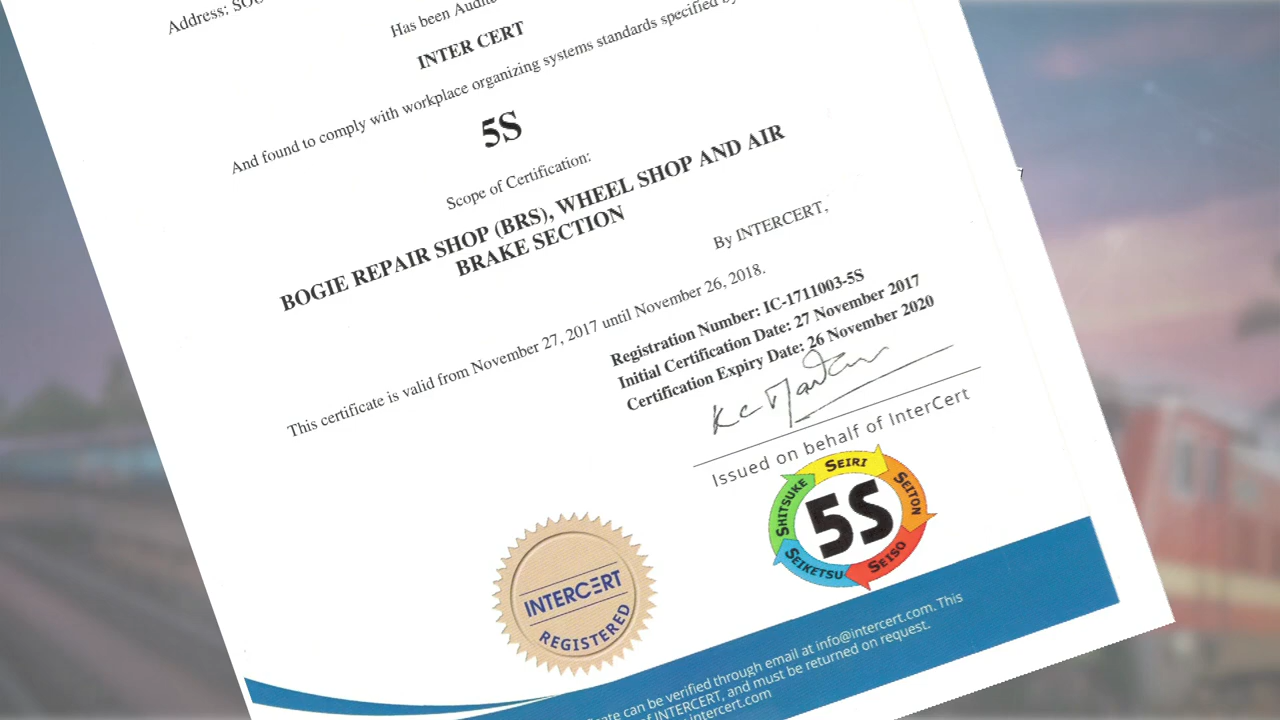 Address:
Has been
INTER CERT
And found to comply with workplace organizing systems standards specified
5S
Scope of Certification:
BOGIE REPAIR SHOP (BRS), WHEEL SHOP AND AIR
BRAKE SECTION
By INTERCERT,
This certificate is valid from November 27, 2017 until November 26, 2018.
Registration Number: IC-1711003-5S
Initial Certification Date: 27 November 2017
Certification Expiry Date: 26 November 2020
Issued on behalf of InterCert
SEIRI
SEITON
SEISO
SEIKETSU
SHITSUKE
5S
INTERCERT
REGISTERED
can be verified through email at info@intercert.com. This
of INTERCERT, and must be returned on request.
intercert.com